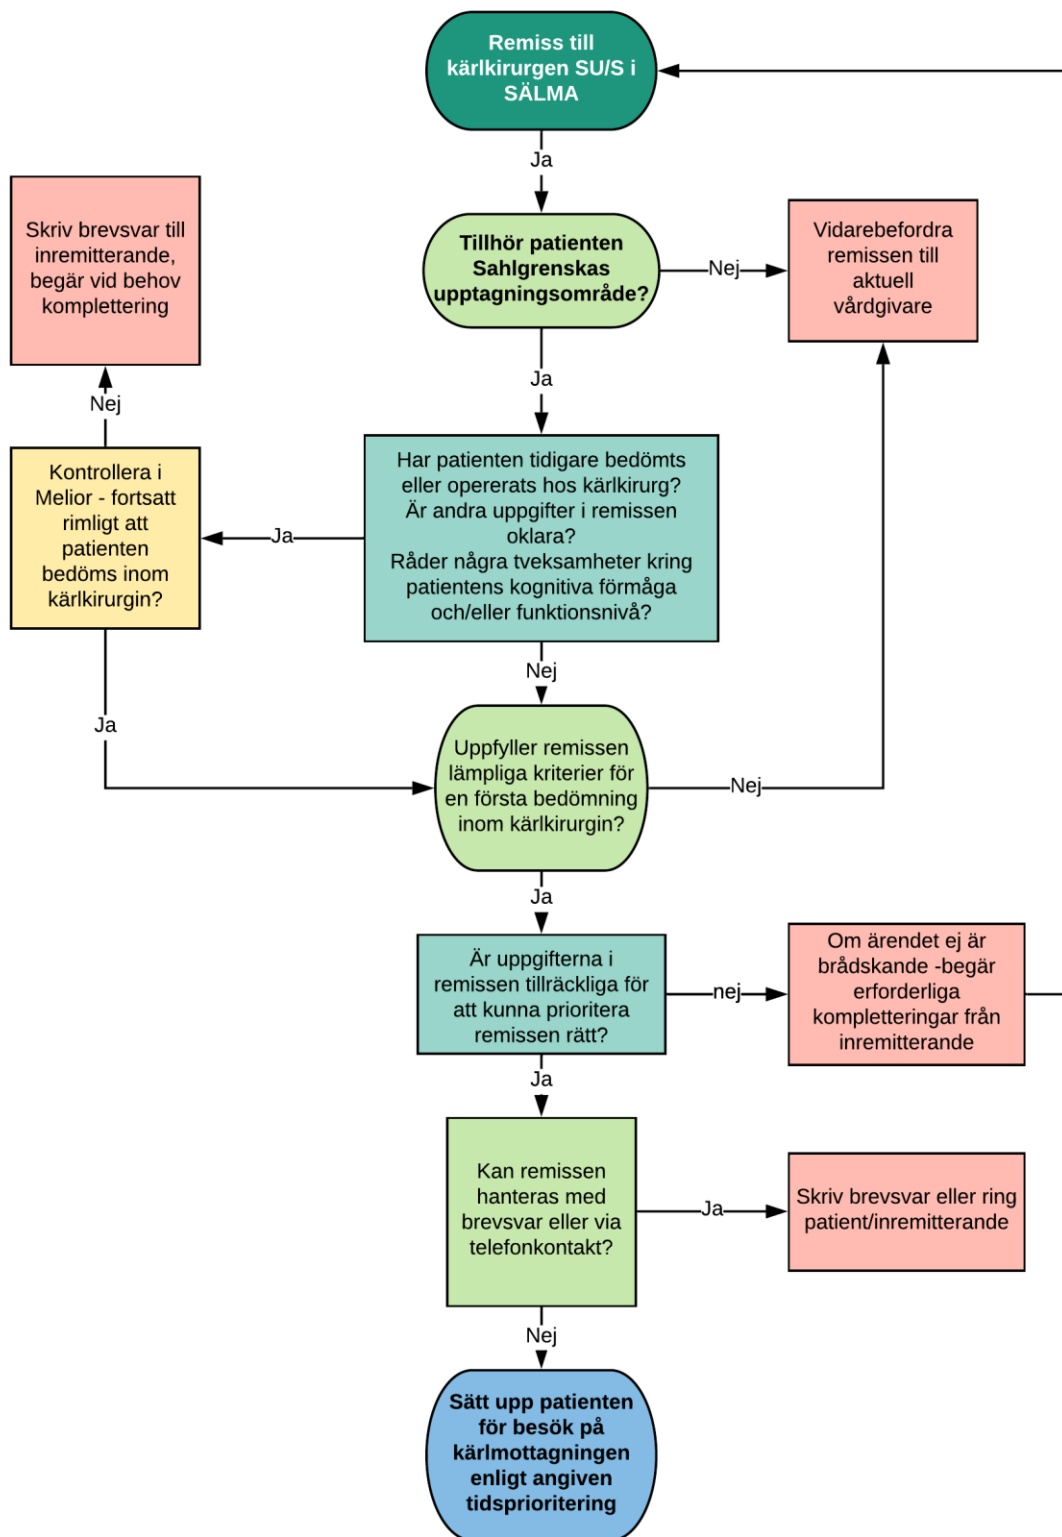 Remiss till
kärlkirurgen SU/S i
SÄLMA
Ja
Tillhör patienten
Sahlgrenskas
upptagningsområde?
Nej
Vidarebefordra
remissen till
aktuell
vårdgivare
Ja
Har patienten tidigare bedömts
eller opererats hos kärlkirurg?
Är andra uppgifter i remissen
oklara?
Råder några tveksamheter kring
patientens kognitiva förmåga
och/eller funktionsnivå?
Ja
Kontrollera i
Melior - fortsatt
rimligt att
patienten
bedöms inom
kärlkirurgin?
Nej
Skriv brevsvar till
inremitterande,
begär vid behov
komplettering
Ja
Nej
Uppfyller remissen
lämpliga kriterier för
en första bedömning
inom kärlkirurgin?
Nej
Ja
Är uppgifterna i
remissen tillräckliga för
att kunna prioritera
remissen rätt?
nej
Om ärendet ej är
brådskande -begär
erforderliga
kompletteringar från
inremitterande
Ja
Kan remissen
hanteras med
brevsvar eller via
telefonkontakt?
Ja
Skriv brevsvar eller ring
patient/inremitterande
Nej
Sätt upp patienten
för besök på
kärlmottagningen
enligt angiven
tidsprioritering